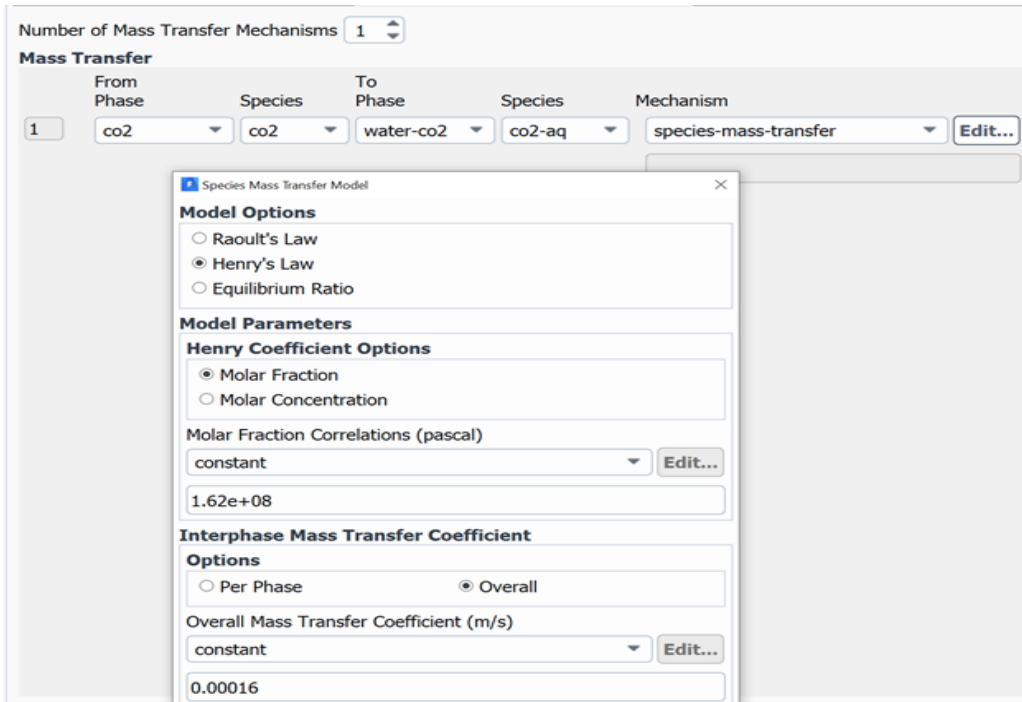 Number of Mass Transfer Mechanisms 1
Mass Transfer
From To
Phase Species Phase Species Mechanism
1 co2 co2 water-co2 co2-aq species-mass-transfer Edit...
Species Mass Transfer Model
Model Options
Raoult's Law
Henry's Law
Equilibrium Ratio
Model Parameters
Henry Coefficient Options
Molar Fraction
Molar Concentration
Molar Fraction Correlations (pascal)
constant Edit...
1.62e+08
Interphase Mass Transfer Coefficient
Options
Per Phase Overall
Overall Mass Transfer Coefficient (m/s)
constant Edit...
0.00016